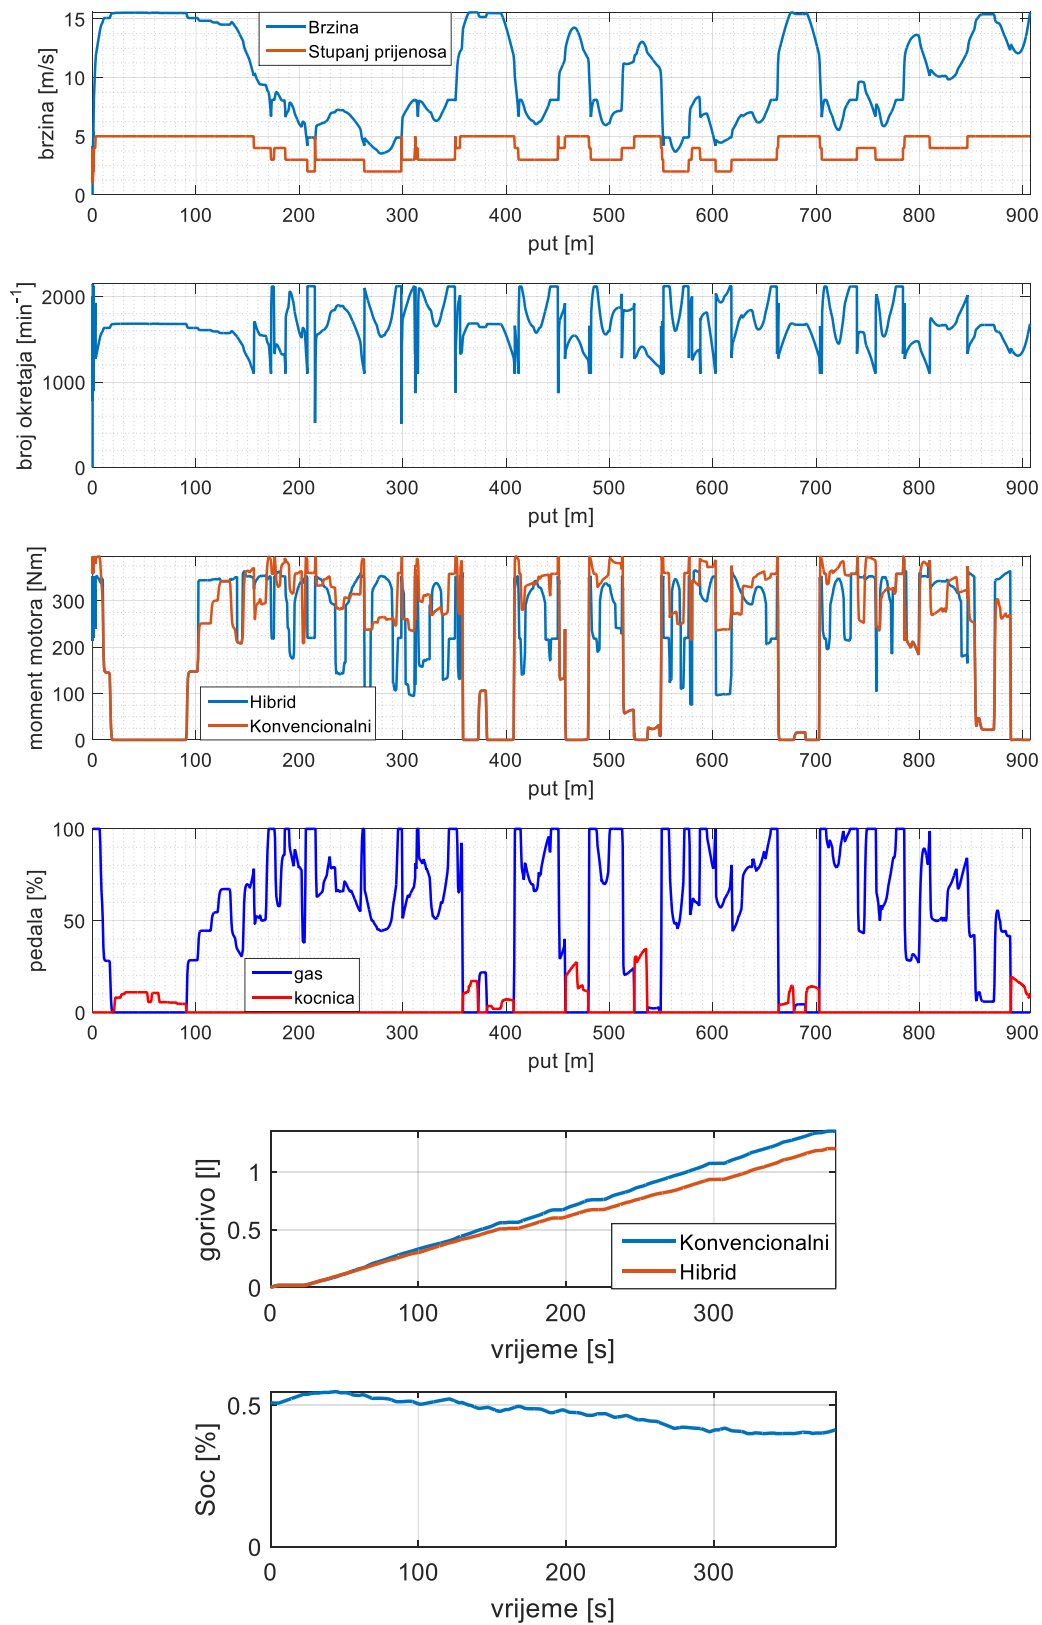 brzina [m/s]
15
10
5
0
Brzina
Stupanj prijenosa
0 100 200 300 400 500 600 700 800 900
put [m]
broj okretaja [min-1]
2000
1000
0
0 100 200 300 400 500 600 700 800 900
put [m]
moment motora [Nm]
300
200
100
0
Hibrid
Konvencionalni
0 100 200 300 400 500 600 700 800 900
put [m]
pedala [%]
100
50
0
gas
kocnica
0 100 200 300 400 500 600 700 800 900
put [m]
gorivo [l]
1
0.5
0
Konvencionalni
Hibrid
0 100 200 300
vrijeme [s]
Soc [%]
0.5
0
0 100 200 300
vrijeme [s]